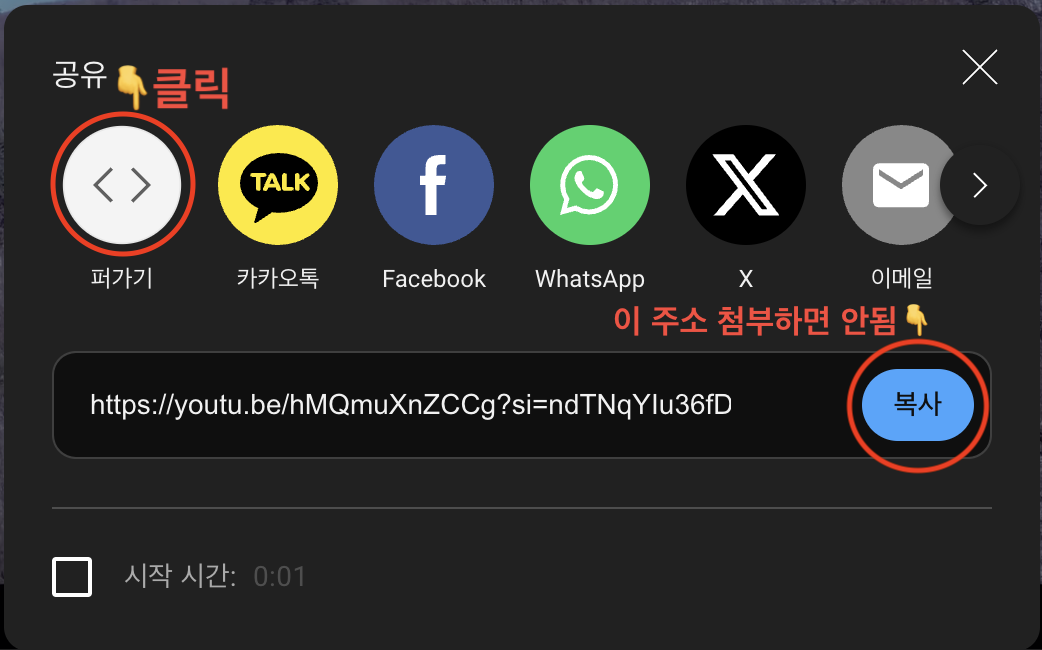 공유 👇클릭
TALK
퍼가기
카카오톡
Facebook
WhatsApp
X
이메일
이 주소 첨부하면 안됨👇
https://youtu.be/hMQmuXnZCCg?si=ndTNqYIu36fD
복사
시작 시간: 0:01